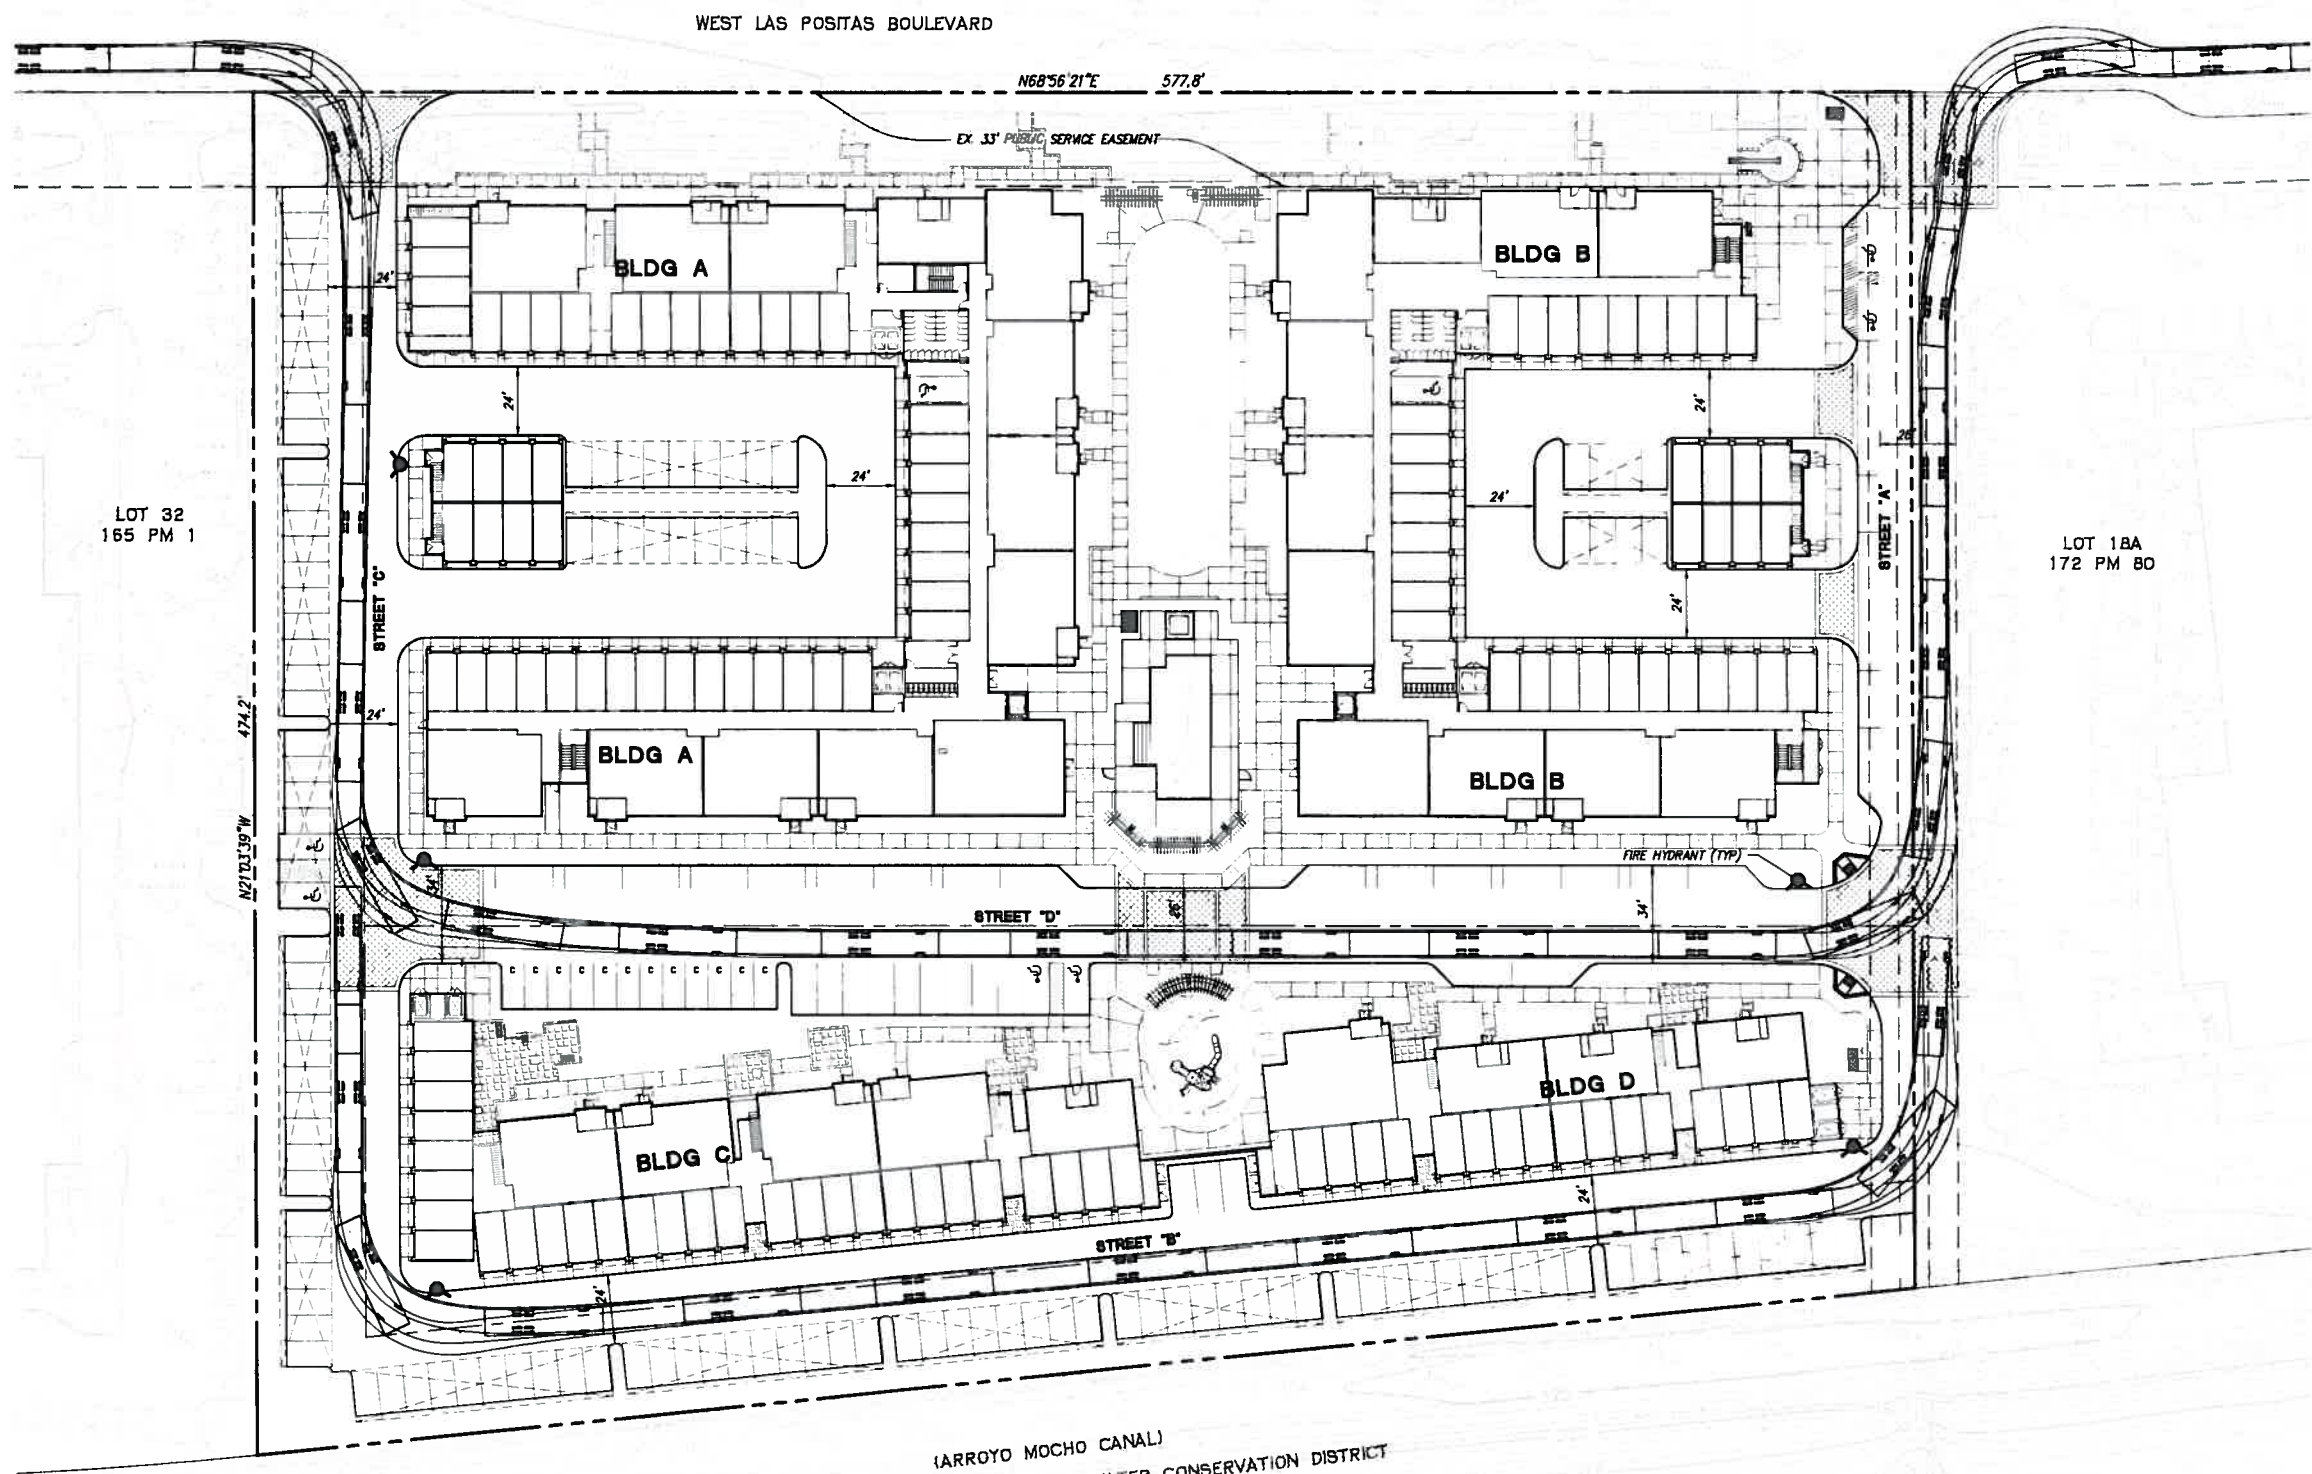 WEST LAS POSITAS BOULEVARD
N68°56'21"E 577.8'
EX. 33' PUBLIC SERVICE EASEMENT
BLDG A
BLDG B
24'
24'
24'
24'
24'
26'
24'
LOT 32
165 PM 1
STREET "C"
STREET "A"
LOT 18A
172 PM 80
24'
24'
N21°03'39"W 474.2'
BLDG A
BLDG B
FIRE HYDRANT (TYP)
34'
STREET "D"
26'
34'
C C C C C C C C C C C C
BLDG C
BLDG D
24'
STREET "B"
24'
(ARROYO MOCHO CANAL)
CONSERVATION DISTRICT